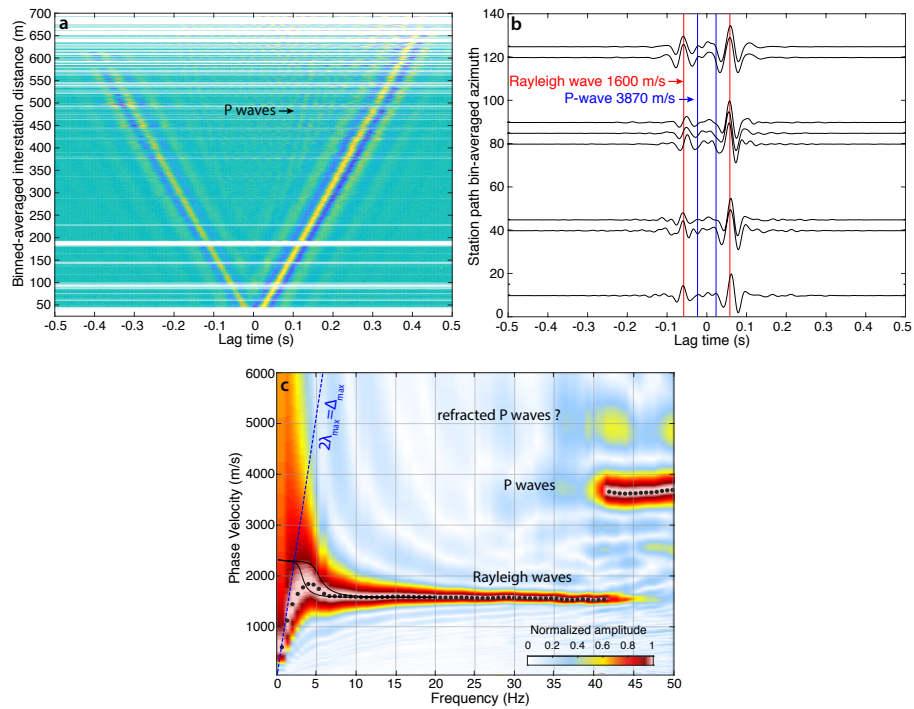 a
Binned-averaged interstation distance (m)
700
650
600
550
500
450
400
350
300
250
200
150
100
50
P waves
-0.5 -0.4 -0.3 -0.2 -0.1 0 0.1 0.2 0.3 0.4 0.5
Lag time (s)
b
Station path bin-averaged azimuth
140
120
100
80
60
40
20
0
Rayleigh wave 1600 m/s
P-wave 3870 m/s
-0.5 -0.4 -0.3 -0.2 -0.1 0 0.1 0.2 0.3 0.4 0.5
Lag time (s)
c
Phase Velocity (m/s)
6000
5000
4000
3000
2000
1000
2λmax=Δmax
refracted P waves ?
P waves
Rayleigh waves
Normalized amplitude
0 0.2 0.4 0.6 0.8 1
0 5 10 15 20 25 30 35 40 45 50
Frequency (Hz)